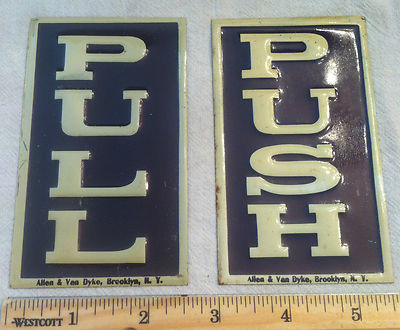 PULL
Allen & Van Dyke, Brooklyn, N. Y.
PUSH
Allen & Van Dyke, Brooklyn, N. Y.
WESTCOTT 1 2 3 4 5